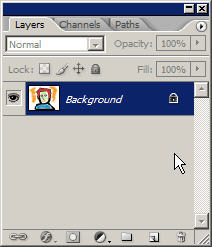 Layers Channels Paths
Normal Opacity: 100%
Lock: Fill: 100%
Background